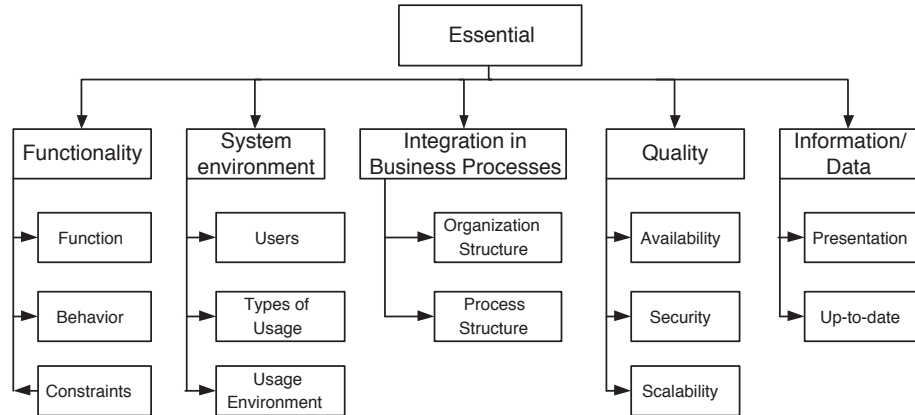 Essential
Functionality
System
environment
Integration in
Business Processes
Quality
Information/
Data
Function
Users
Organization
Structure
Availability
Presentation
Behavior
Types of
Usage
Process
Structure
Security
Up-to-date
Constraints
Usage
Environment
Scalability